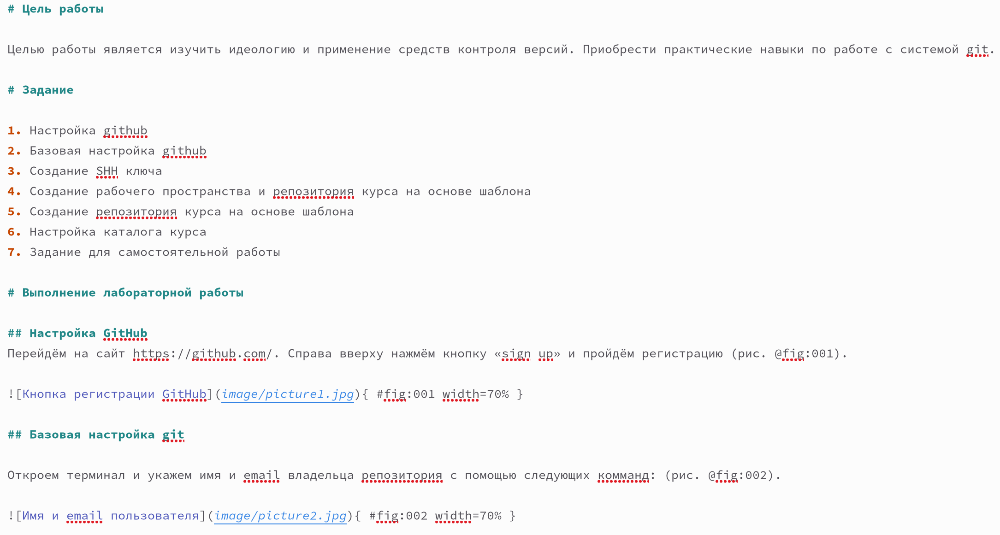 # Цель работы
Целью работы является изучить идеологию и применение средств контроля версий. Приобрести практические навыки по работе с системой git.
# Задание
1. Настройка github
2. Базовая настройка github
3. Создание SHH ключа
4. Создание рабочего пространства и репозитория курса на основе шаблона
5. Создание репозитория курса на основе шаблона
6. Настройка каталога курса
7. Задание для самостоятельной работы
# Выполнение лабораторной работы
## Настройка GitHub
Перейдём на сайт https://github.com/. Справа вверху нажмём кнопку «sign up» и пройдём регистрацию (рис. @fig:001).
![Кнопка регистрации GitHub](image/picture1.jpg){ #fig:001 width=70% }
## Базовая настройка git
Откроем терминал и укажем имя и email владельца репозитория с помощью следующих комманд: (рис. @fig:002).
![Имя и email пользователя](image/picture2.jpg){ #fig:002 width=70% }